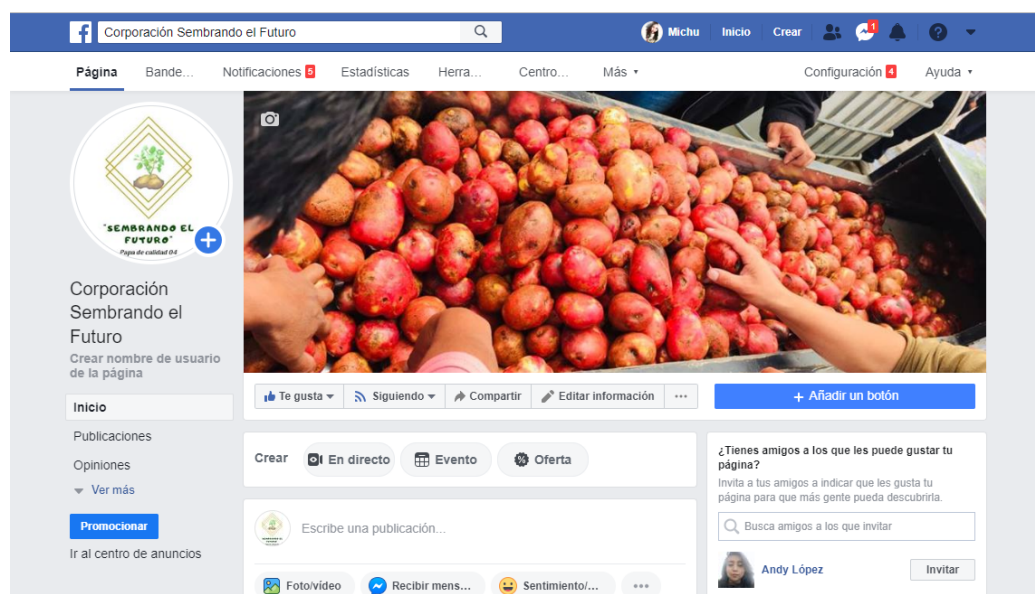 Corporación Sembrando el Futuro
Michu Inicio Crear 1
Página Bande... Notificaciones 5 Estadísticas Herra... Centro... Más Configuración 4 Ayuda
"SEMBRANDO EL
FUTURO"
Papa de calidad 04
Corporación
Sembrando el
Futuro
Crear nombre de usuario
de la página
Inicio
Publicaciones
Opiniones
Ver más
Promocionar
Ir al centro de anuncios
Te gusta Siguiendo Compartir Editar información ...
+ Añadir un botón
Crear En directo Evento Oferta
Escribe una publicación...
Foto/vídeo Recibir mens... Sentimiento/... ...
¿Tienes amigos a los que les puede gustar tu
página?
Invita a tus amigos a indicar que les gusta tu
página para que más gente pueda descubrirla.
Busca amigos a los que invitar
Andy López Invitar